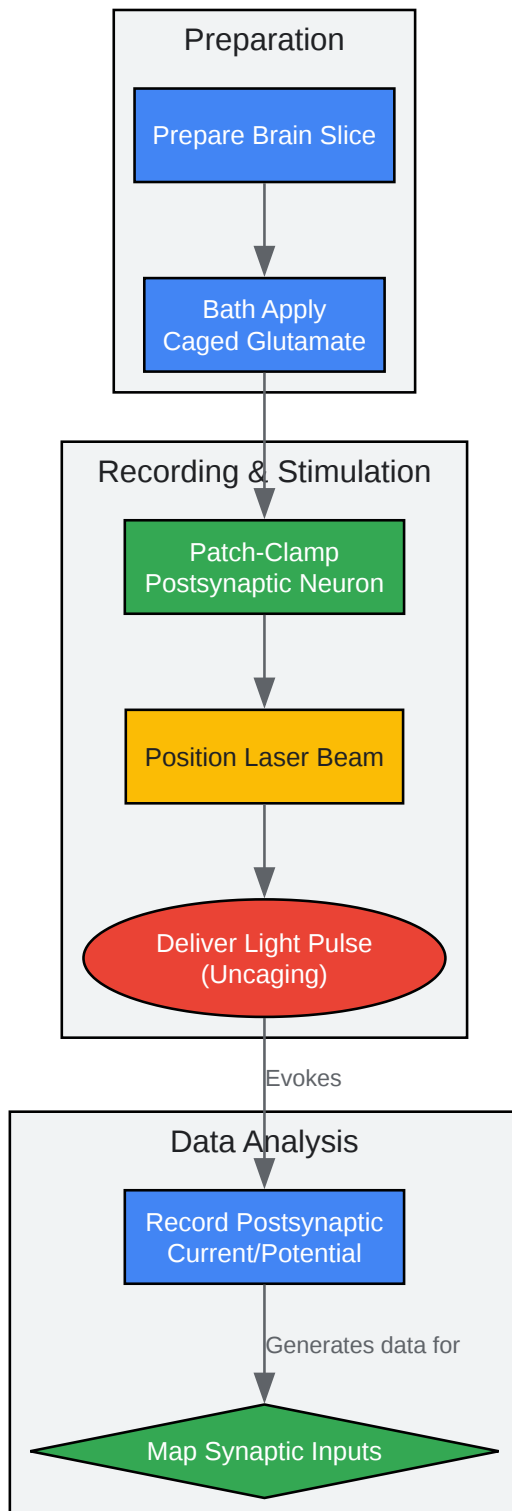 Preparation
Prepare Brain Slice
Bath Apply
Caged Glutamate
Recording & Stimulation
Patch-Clamp
Postsynaptic Neuron
Position Laser Beam
Deliver Light Pulse
(Uncaging)
Evokes
Data Analysis
Record Postsynaptic
Current/Potential
Generates data for
Map Synaptic Inputs